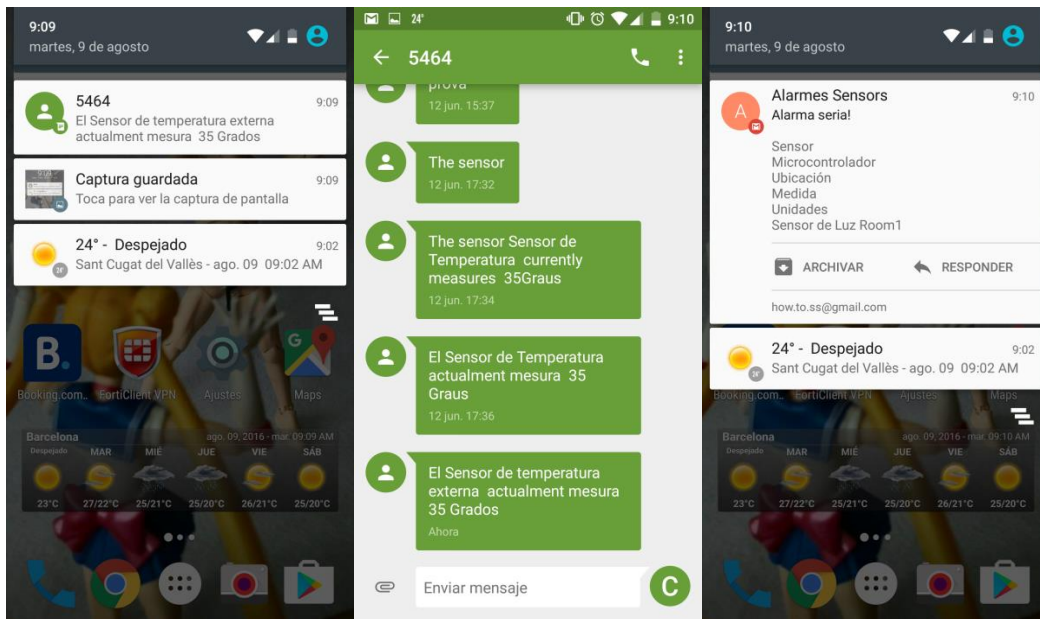 9:09
martes, 9 de agosto
5464
9:09
El Sensor de temperatura externa
actualment mesura 35 Grados
Captura guardada
9:09
Toca para ver la captura de pantalla
24° - Despejado
9:02
24°
Sant Cugat del Vallès - ago. 09 09:02 AM
B.
G
Booking.com..
FortiClient VPN
Ajustes
Maps
Barcelona
ago. 09, 2016 - mar. 09:09 AM
Despejado MAR MIÉ JUE VIE SÁB
23°C 27/22°C 25/21°C 25/20°C 26/21°C 25/20°C
24°
9:10
5464
prova
12 jun. 15:37
The sensor
12 jun. 17:32
The sensor Sensor de
Temperatura currently
measures 35Graus
12 jun. 17:34
El Sensor de Temperatura
actualment mesura 35
Graus
12 jun. 17:36
El Sensor de temperatura
externa actualment mesura
35 Grados
Ahora
Enviar mensaje
C
9:10
martes, 9 de agosto
A
Alarmes Sensors
9:10
Alarma seria!
Sensor
Microcontrolador
Ubicación
Medida
Unidades
Sensor de Luz Room1
ARCHIVAR
RESPONDER
how.to.ss@gmail.com
24° - Despejado
9:02
24°
Sant Cugat del Vallès - ago. 09 09:02 AM
Booking.com..
FortiClient VPN
Ajustes
Maps
Barcelona
ago. 09, 2016 - mar. 09:10 AM
Despejado MAR MIÉ JUE VIE SÁB
23°C 27/22°C 25/21°C 25/20°C 26/21°C 25/20°C